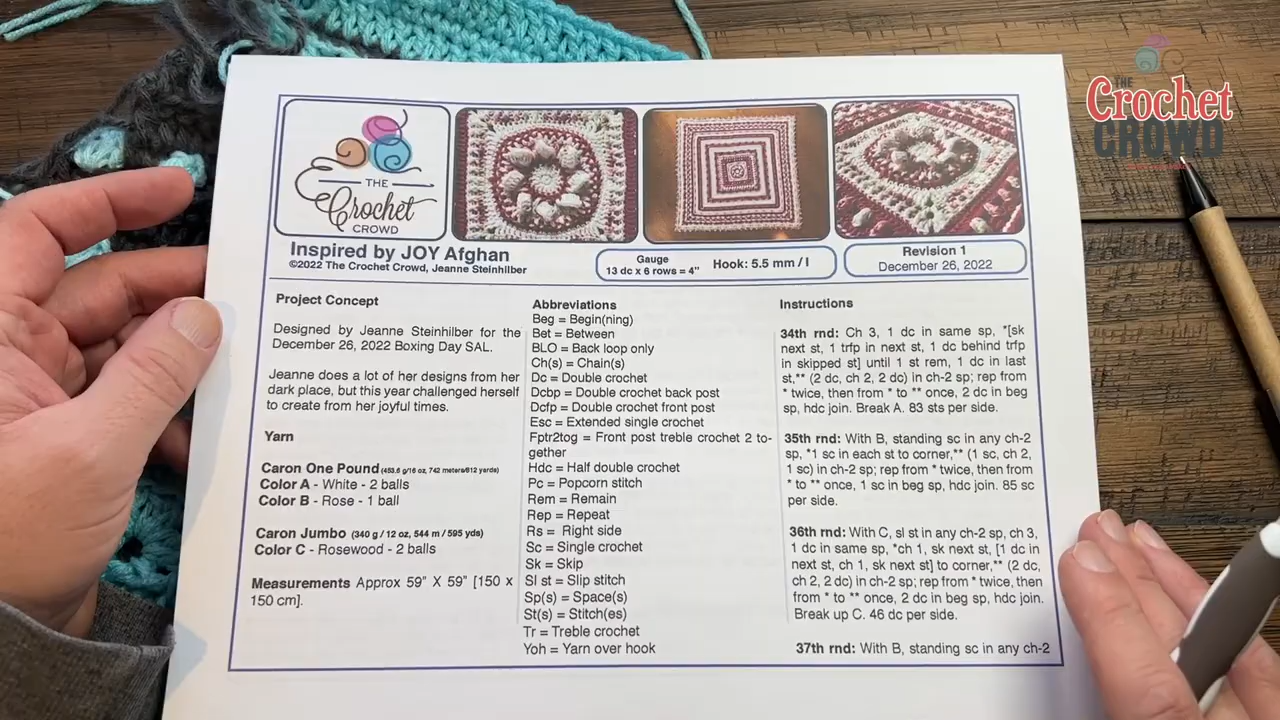 THE
Crochet
CROWD
THE
Crochet
CROWD
Inspired by JOY Afghan
©2022 The Crochet Crowd, Jeanne Steinhilber
Gauge
13 dc x 6 rows = 4"
Hook: 5.5 mm / I
Revision 1
December 26, 2022
Project Concept
Designed by Jeanne Steinhilber for the
December 26, 2022 Boxing Day SAL.
Jeanne does a lot of her designs from her
dark place, but this year challenged herself
to create from her joyful times.
Yarn
Caron One Pound (453.6 g/16 oz, 742 meters/812 yards)
Color A - White - 2 balls
Color B - Rose - 1 ball
Caron Jumbo (340 g / 12 oz, 544 m / 595 yds)
Color C - Rosewood - 2 balls
Measurements Approx 59" X 59" [150 x
150 cm].
Abbreviations
Beg = Begin(ning)
Bet = Between
BLO = Back loop only
Ch(s) = Chain(s)
Dc = Double crochet
Dcbp = Double crochet back post
Dcfp = Double crochet front post
Esc = Extended single crochet
Fptr2tog = Front post treble crochet 2 to-
gether
Hdc = Half double crochet
Pc = Popcorn stitch
Rem = Remain
Rep = Repeat
Rs = Right side
Sc = Single crochet
Sk = Skip
Sl st = Slip stitch
Sp(s) = Space(s)
St(s) = Stitch(es)
Tr = Treble crochet
Yoh = Yarn over hook
Instructions
34th rnd: Ch 3, 1 dc in same sp, *[sk
next st, 1 trfp in next st, 1 dc behind trfp
in skipped st] until 1 st rem, 1 dc in last
st,** (2 dc, ch 2, 2 dc) in ch-2 sp; rep from
* twice, then from * to ** once, 2 dc in beg
sp, hdc join. Break A. 83 sts per side.
35th rnd: With B, standing sc in any ch-2
sp, *1 sc in each st to corner,** (1 sc, ch 2,
1 sc) in ch-2 sp; rep from * twice, then from
* to ** once, 1 sc in beg sp, hdc join. 85 sc
per side.
36th rnd: With C, sl st in any ch-2 sp, ch 3,
1 dc in same sp, *ch 1, sk next st, [1 dc in
next st, ch 1, sk next st] to corner,** (2 dc,
ch 2, 2 dc) in ch-2 sp; rep from * twice, then
from * to ** once, 2 dc in beg sp, hdc join.
Break up C. 46 dc per side.
37th rnd: With B, standing sc in any ch-2